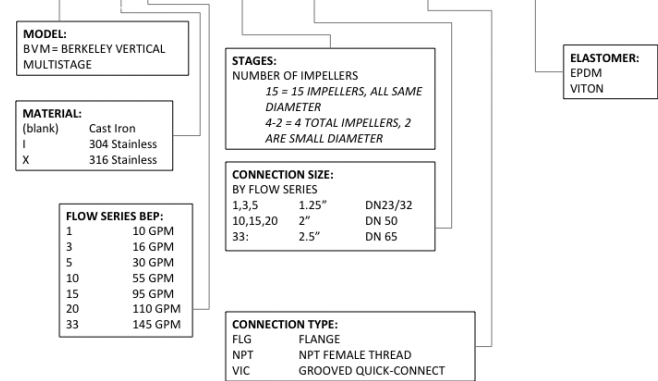 MODEL:
BVM= BERKELEY VERTICAL
MULTISTAGE
MATERIAL:
(blank) Cast Iron
I 304 Stainless
X 316 Stainless
FLOW SERIES BEP:
1 10 GPM
3 16 GPM
5 30 GPM
10 55 GPM
15 95 GPM
20 110 GPM
33 145 GPM
STAGES:
NUMBER OF IMPELLERS
15 = 15 IMPELLERS, ALL SAME
DIAMETER
4-2 = 4 TOTAL IMPELLERS, 2
ARE SMALL DIAMETER
CONNECTION SIZE:
BY FLOW SERIES
1,3,5 1.25” DN23/32
10,15,20 2” DN 50
33: 2.5” DN 65
CONNECTION TYPE:
FLG FLANGE
NPT NPT FEMALE THREAD
VIC GROOVED QUICK-CONNECT
ELASTOMER:
EPDM
VITON